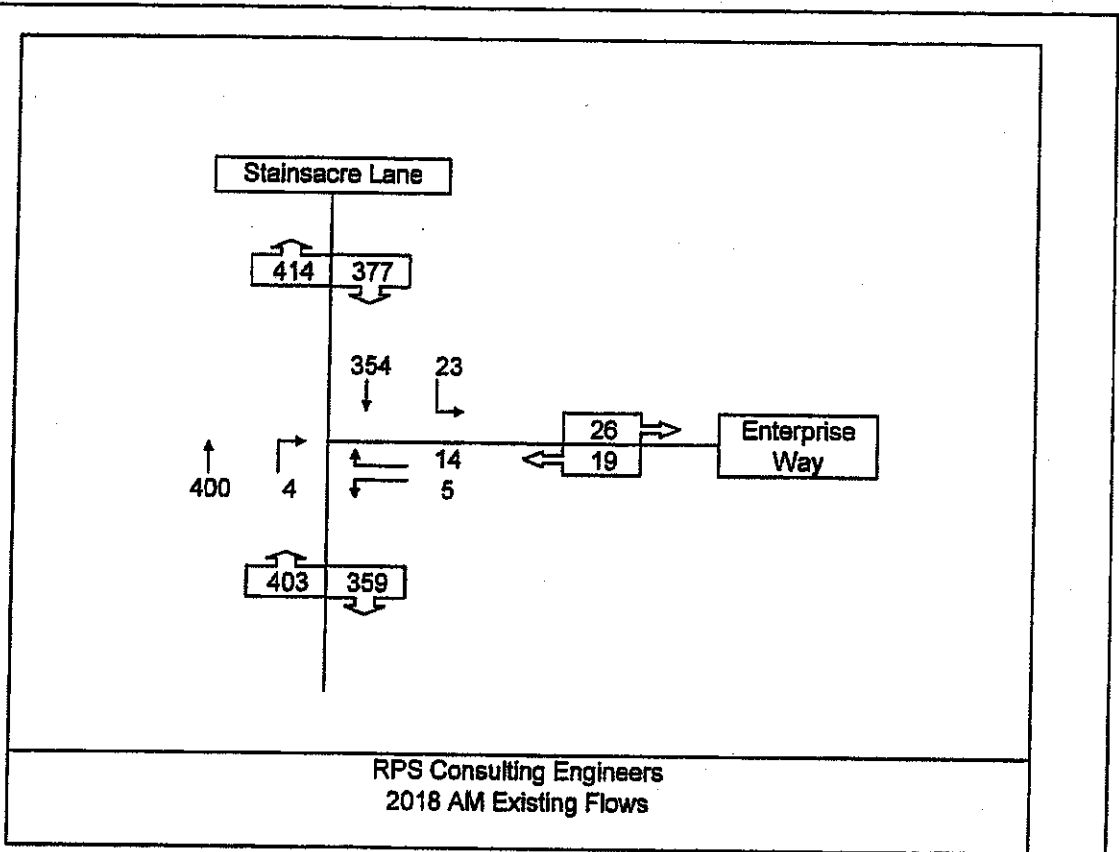 Stainsacre Lane
414 377
354 23
26
Enterprise
Way
19
14
400 4
5
403 359
RPS Consulting Engineers
2018 AM Existing Flows